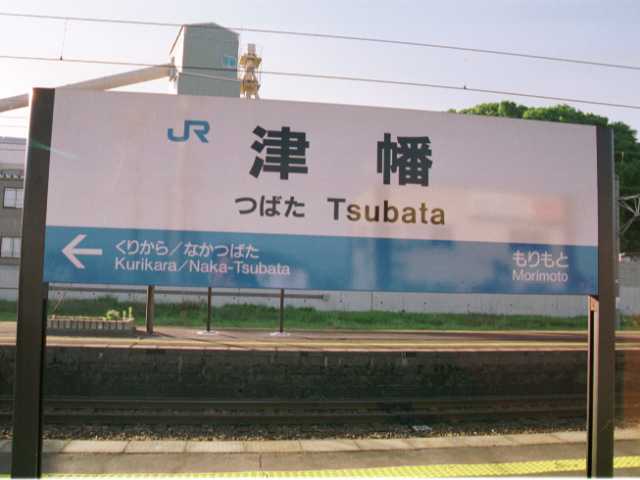 JR 津幡
つばた Tsubata
← くりから／なかつばた
Kurikara／Naka-Tsubata
もりもと
Morimoto